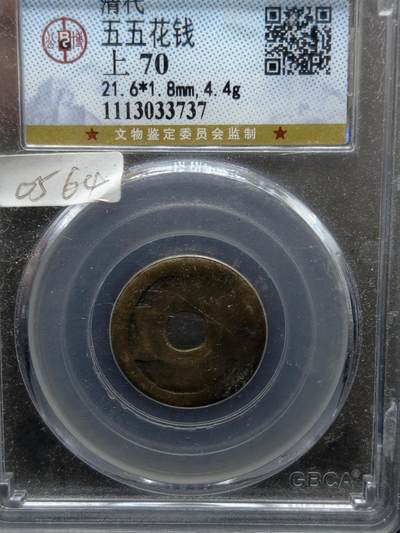 清代
五五花钱
上 70
21.6*1.8mm,4.4g
1113033737
★ 文物鉴定委员会监制 ★
0564
GBCA